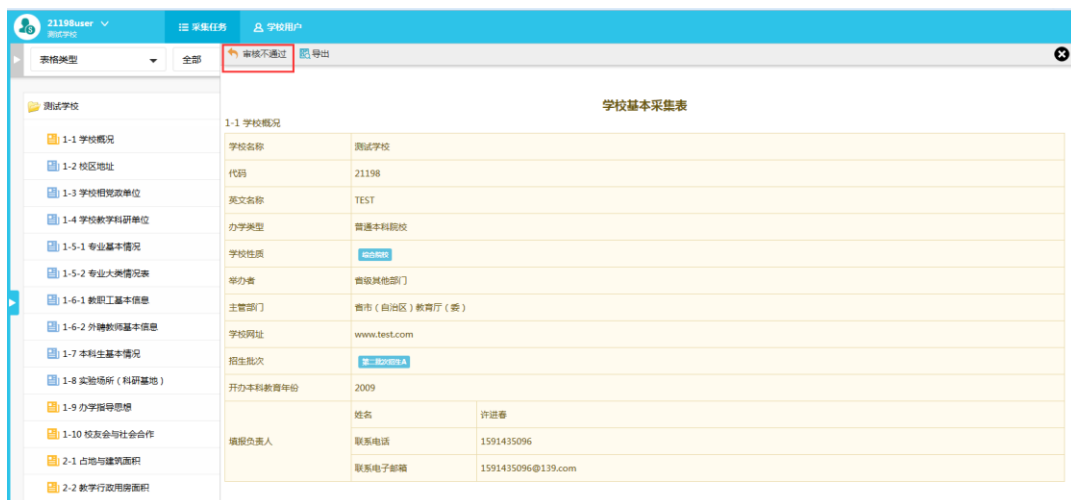 21198user
测试学校
采集任务
学校用户
表格类型
全部
审核不通过
导出
测试学校
1-1 学校概况
1-2 校区地址
1-3 学校相党政单位
1-4 学校教学科研单位
1-5-1 专业基本情况
1-5-2 专业大类情况表
1-6-1 教职工基本信息
1-6-2 外聘教师基本信息
1-7 本科生基本情况
1-8 实验场所（科研基地）
1-9 办学指导思想
1-10 校友会与社会合作
2-1 占地与建筑面积
2-2 教学行政用房面积
学校基本采集表
1-1 学校概况
学校名称 测试学校
代码 21198
英文名称 TEST
办学类型 普通本科院校
学校性质 综合院校
举办者 省级其他部门
主管部门 省市（自治区）教育厅（委）
学校网址 www.test.com
招生批次 第二批次招生A
开办本科教育年份 2009
填报负责人
姓名 许进春
联系电话 1591435096
联系电子邮箱 1591435096@139.com